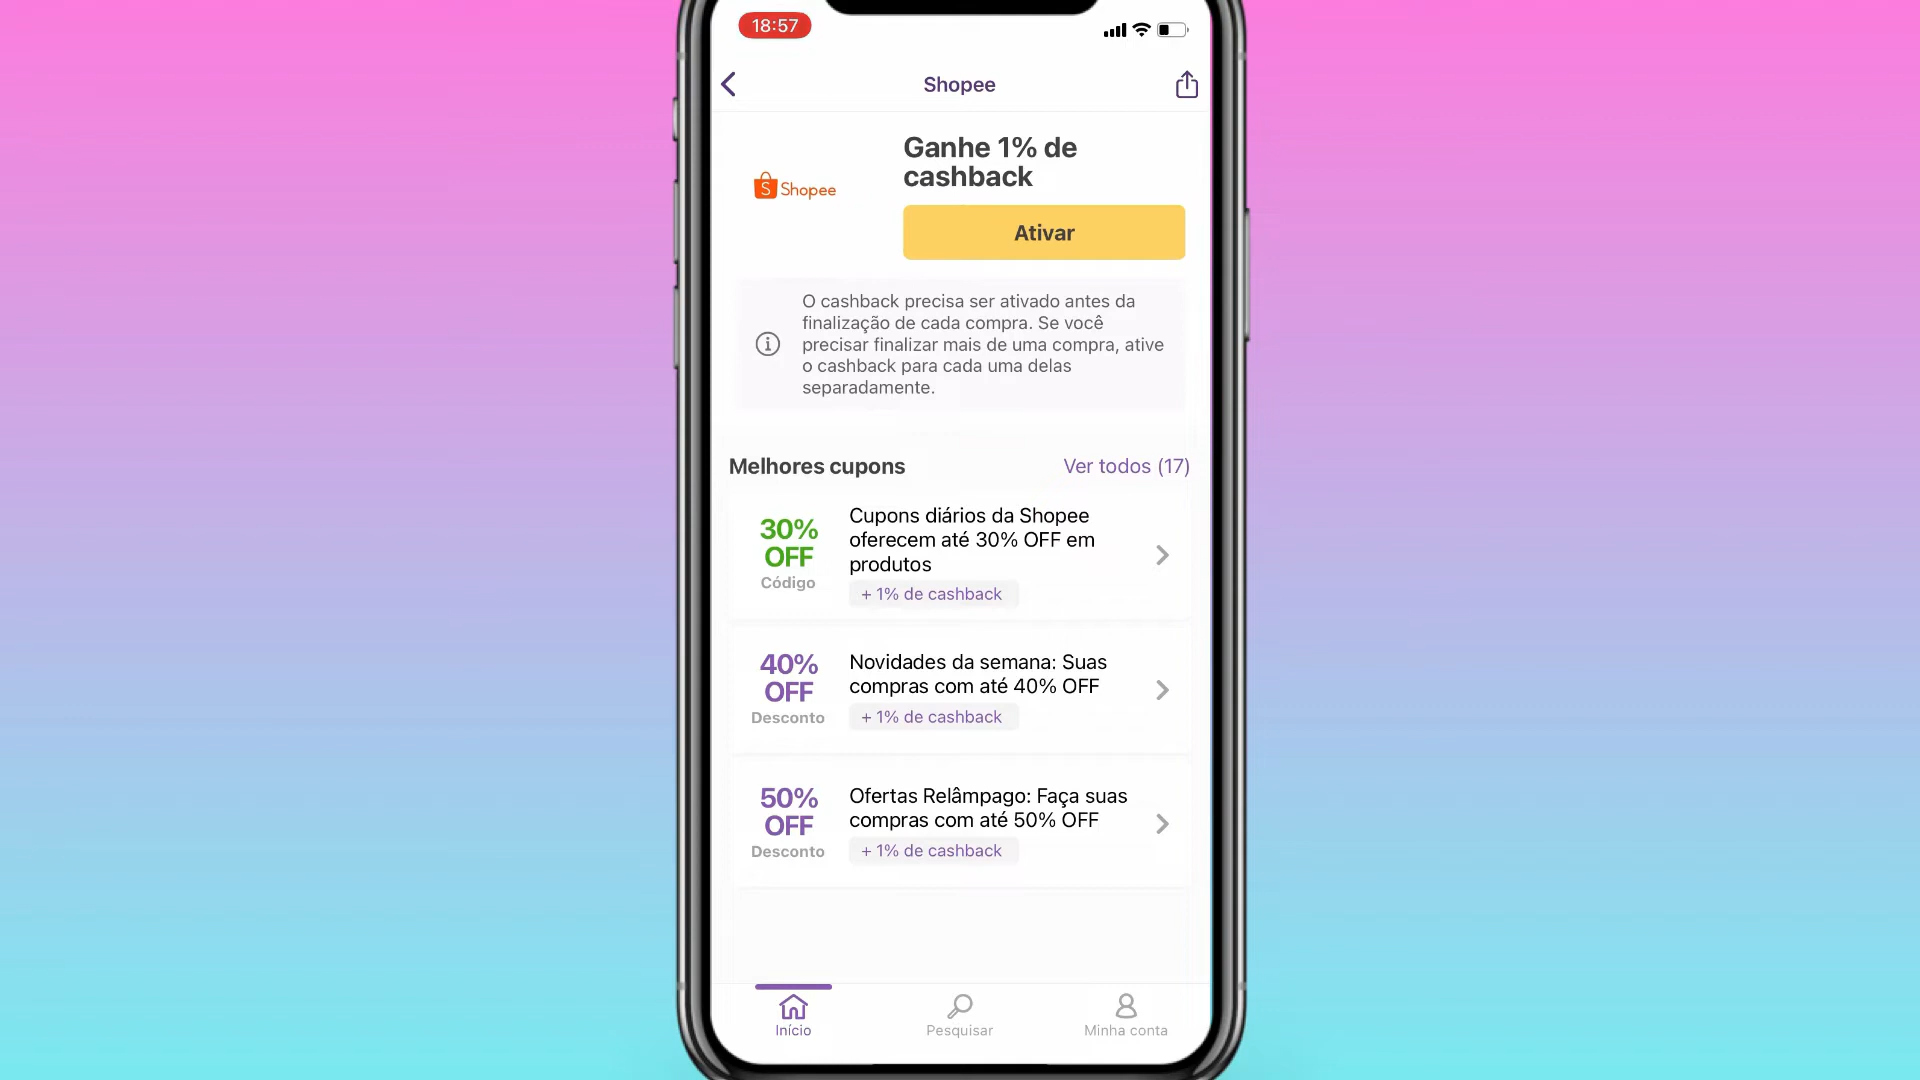 18:57
Shopee
Ganhe 1% de
cashback
S Shopee
Ativar
O cashback precisa ser ativado antes da
finalização de cada compra. Se você
precisar finalizar mais de uma compra, ative
o cashback para cada uma delas
separadamente.
Melhores cupons
Ver todos (17)
30%
OFF
Código
Cupons diários da Shopee
oferecem até 30% OFF em
produtos
+ 1% de cashback
40%
OFF
Desconto
Novidades da semana: Suas
compras com até 40% OFF
+ 1% de cashback
50%
OFF
Desconto
Ofertas Relâmpago: Faça suas
compras com até 50% OFF
+ 1% de cashback
Início
Pesquisar
Minha conta